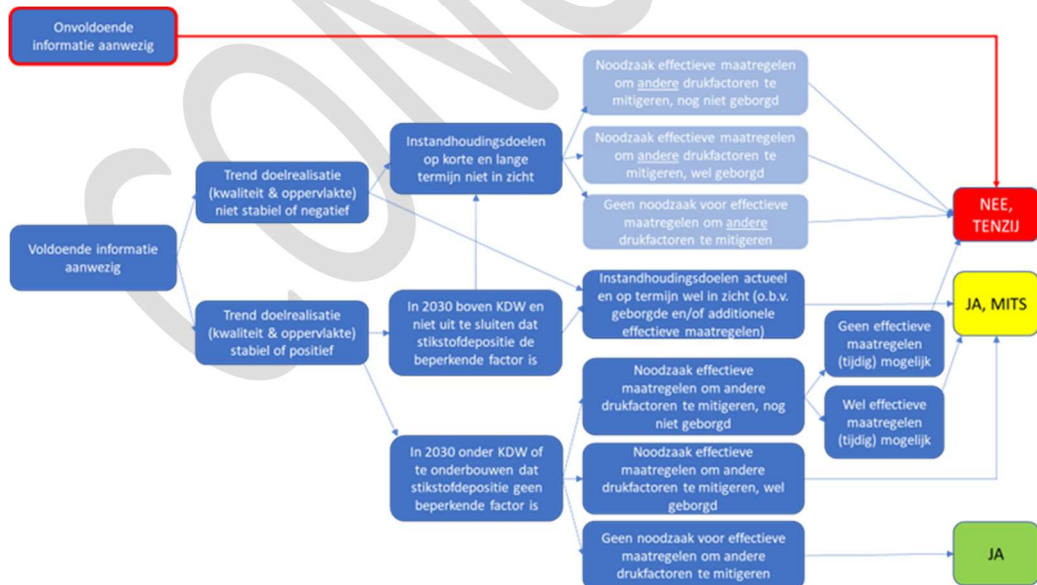 Onvoldoende
informatie aanwezig
Voldoende informatie
aanwezig
Trend doelrealisatie
(kwaliteit & oppervlakte)
niet stabiel of negatief
Trend doelrealisatie
(kwaliteit & oppervlakte)
stabiel of positief
Instandhoudingsdoelen
op korte en lange
termijn niet in zicht
In 2030 boven KDW en
niet uit te sluiten dat
stikstofdepositie de
beperkende factor is
In 2030 onder KDW of
te onderbouwen dat
stikstofdepositie geen
beperkende factor is
Noodzaak effectieve maatregelen
om andere drukfactoren te
mitigeren, nog niet geborgd
Noodzaak effectieve maatregelen
om andere drukfactoren te
mitigeren, wel geborgd
Geen noodzaak voor effectieve
maatregelen om andere
drukfactoren te mitigeren
Instandhoudingsdoelen actueel
en op termijn wel in zicht (o.b.v.
geborgde en/of additionele
effectieve maatregelen)
Noodzaak effectieve
maatregelen om andere
drukfactoren te mitigeren, nog
niet geborgd
Noodzaak effectieve
maatregelen om andere
drukfactoren te mitigeren, wel
geborgd
Geen noodzaak voor effectieve
maatregelen om andere
drukfactoren te mitigeren
Geen effectieve
maatregelen
(tijdig) mogelijk
Wel effectieve
maatregelen
(tijdig) mogelijk
NEE,
TENZIJ
JA, MITS
JA